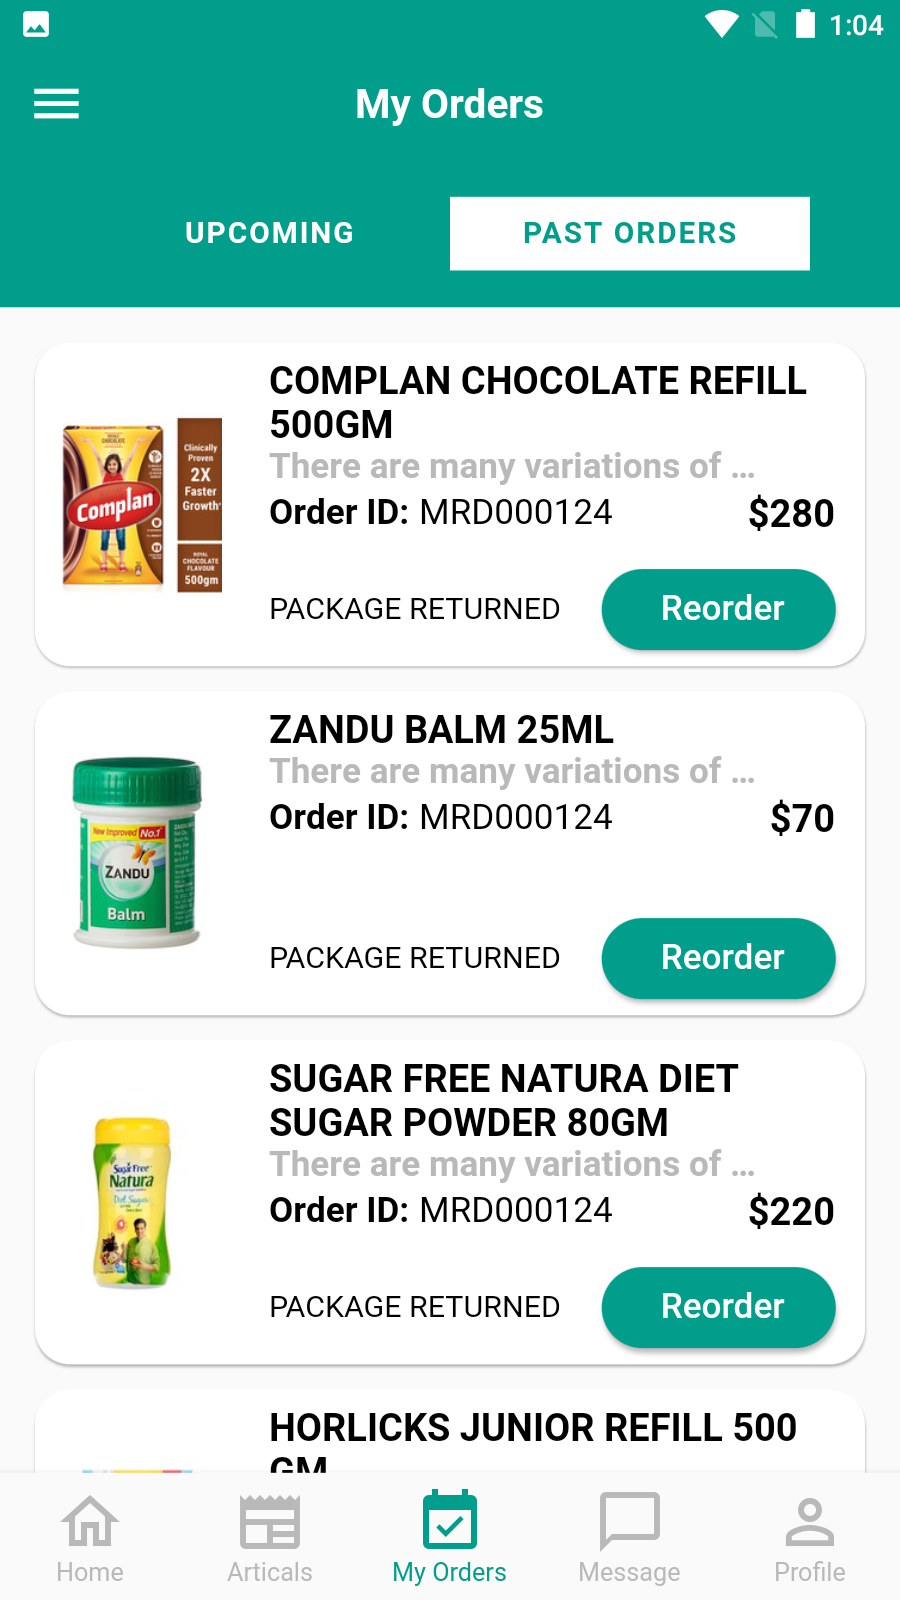 1:04
My Orders
UPCOMING
PAST ORDERS
COMPLAN CHOCOLATE REFILL
500GM
There are many variations of ...
Order ID: MRD000124
$280
PACKAGE RETURNED
Reorder
Complan
Clinically
Proven
2X
Faster
Growth*
ROYAL
CHOCOLATE
FLAVOUR
500gm
ZANDU BALM 25ML
There are many variations of ...
Order ID: MRD000124
$70
PACKAGE RETURNED
Reorder
New Improved No.1
ZANDU
Balm
SUGAR FREE NATURA DIET
SUGAR POWDER 80GM
There are many variations of ...
Order ID: MRD000124
$220
PACKAGE RETURNED
Reorder
Sugar Free
Natura
Diet Sugar
HORLICKS JUNIOR REFILL 500
GM
Home
Articals
My Orders
Message
Profile